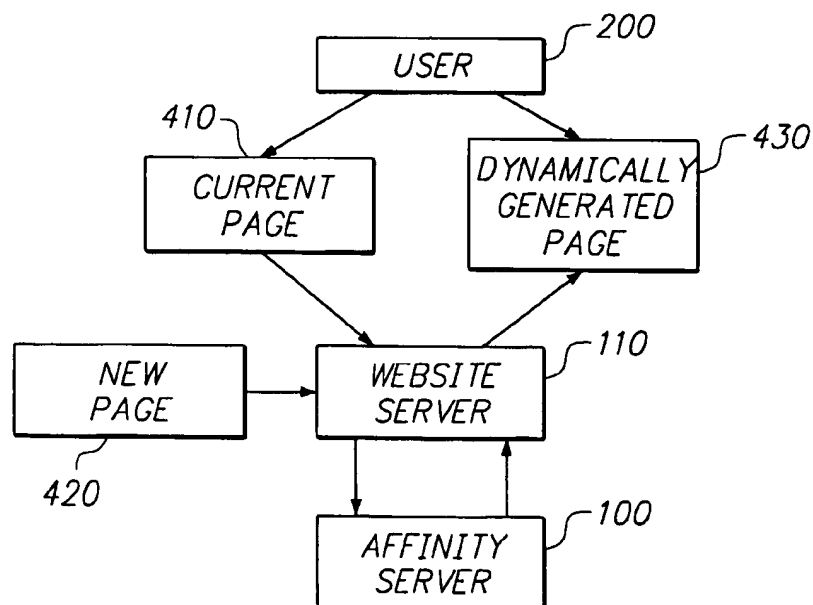 200
USER
410
430
CURRENT
PAGE
DYNAMICALLY
GENERATED
PAGE
110
NEW
PAGE
WEBSITE
SERVER
420
100
AFFINITY
SERVER